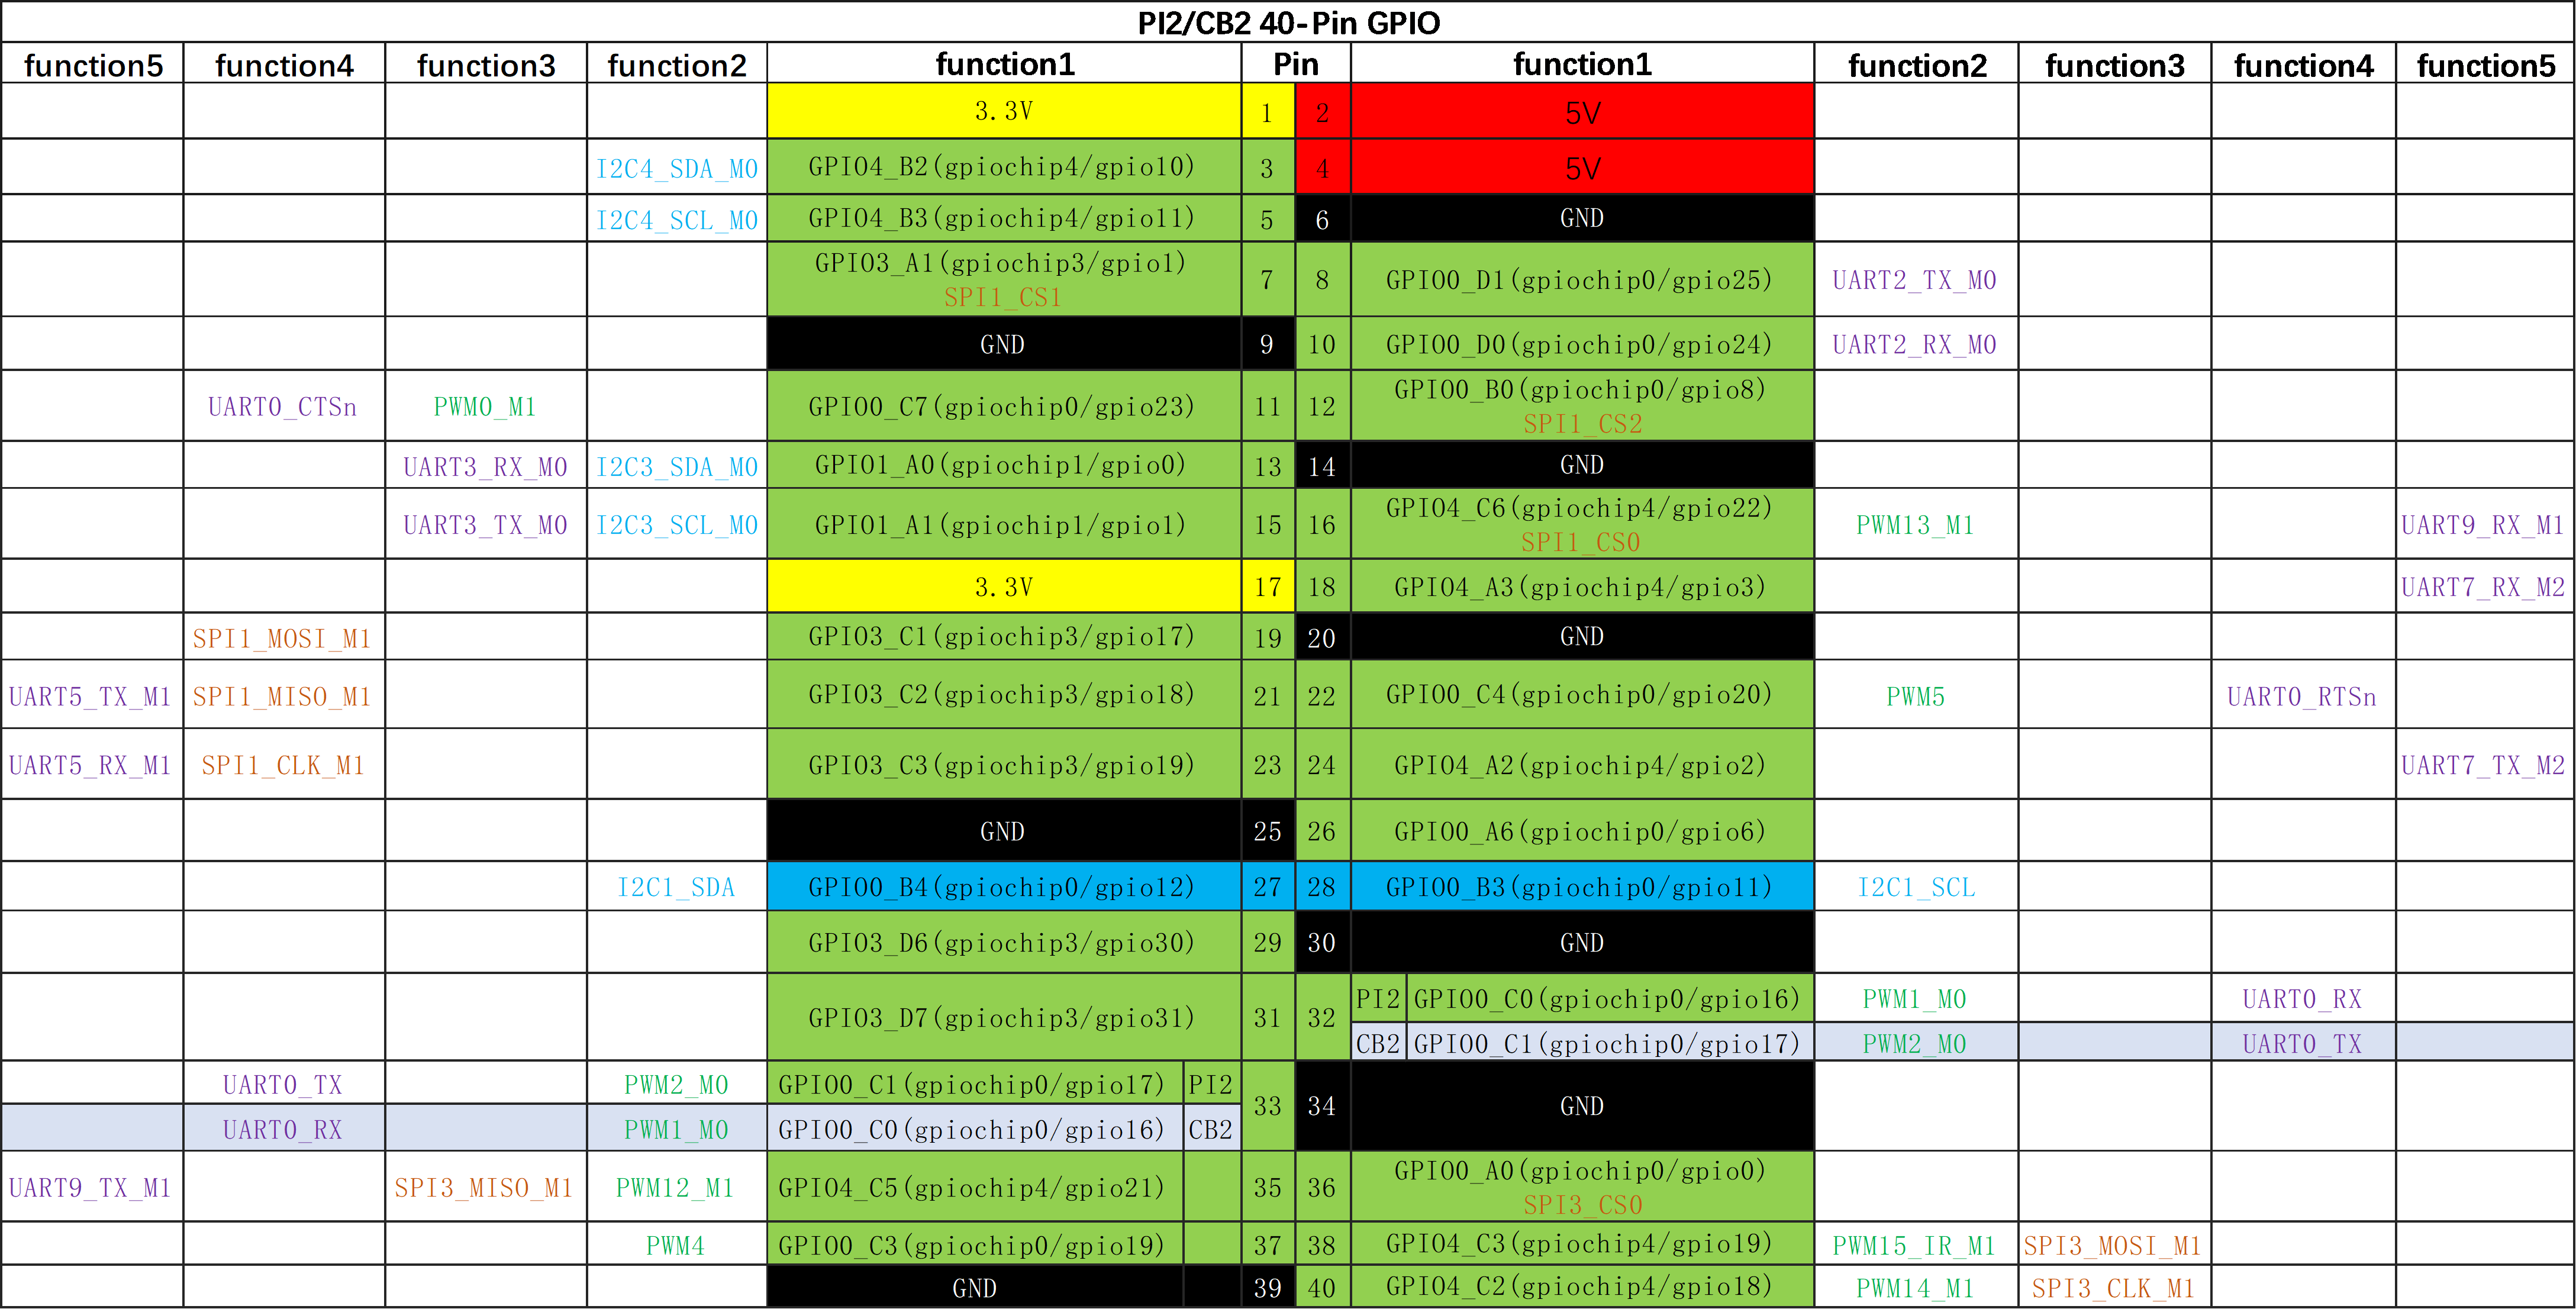 PI2/CB2 40-Pin GPIO
function5 function4 function3 function2 function1 Pin function1 function2 function3 function4 function5
3.3V 1 2 5V
I2C4_SDA_M0 GPIO4_B2(gpiochip4/gpio10) 3 4 5V
I2C4_SCL_M0 GPIO4_B3(gpiochip4/gpio11) 5 6 GND
GPIO3_A1(gpiochip3/gpio1)
SPI1_CS1
7 8 GPIO0_D1(gpiochip0/gpio25) UART2_TX_M0
GND 9 10 GPIO0_D0(gpiochip0/gpio24) UART2_RX_M0
UART0_CTSn PWM0_M1 GPIO0_C7(gpiochip0/gpio23) 11 12 GPIO0_B0(gpiochip0/gpio8)
SPI1_CS2
UART3_RX_M0 I2C3_SDA_M0 GPIO1_A0(gpiochip1/gpio0) 13 14 GND
UART3_TX_M0 I2C3_SCL_M0 GPIO1_A1(gpiochip1/gpio1) 15 16 GPIO4_C6(gpiochip4/gpio22)
SPI1_CS0
PWM13_M1 UART9_RX_M1
3.3V 17 18 GPIO4_A3(gpiochip4/gpio3) UART7_RX_M2
SPI1_MOSI_M1 GPIO3_C1(gpiochip3/gpio17) 19 20 GND
UART5_TX_M1 SPI1_MISO_M1 GPIO3_C2(gpiochip3/gpio18) 21 22 GPIO0_C4(gpiochip0/gpio20) PWM5 UART0_RTSn
UART5_RX_M1 SPI1_CLK_M1 GPIO3_C3(gpiochip3/gpio19) 23 24 GPIO4_A2(gpiochip4/gpio2) UART7_TX_M2
GND 25 26 GPIO0_A6(gpiochip0/gpio6)
I2C1_SDA GPIO0_B4(gpiochip0/gpio12) 27 28 GPIO0_B3(gpiochip0/gpio11) I2C1_SCL
GPIO3_D6(gpiochip3/gpio30) 29 30 GND
GPIO3_D7(gpiochip3/gpio31) 31 32 PI2 GPIO0_C0(gpiochip0/gpio16) PWM1_M0 UART0_RX
CB2 GPIO0_C1(gpiochip0/gpio17) PWM2_M0 UART0_TX
UART0_TX PWM2_M0 GPIO0_C1(gpiochip0/gpio17) PI2 33 34 GND
UART0_RX PWM1_M0 GPIO0_C0(gpiochip0/gpio16) CB2
UART9_TX_M1 SPI3_MISO_M1 PWM12_M1 GPIO4_C5(gpiochip4/gpio21) 35 36 GPIO0_A0(gpiochip0/gpio0)
SPI3_CS0
PWM4 GPIO0_C3(gpiochip0/gpio19) 37 38 GPIO4_C3(gpiochip4/gpio19) PWM15_IR_M1 SPI3_MOSI_M1
GND 39 40 GPIO4_C2(gpiochip4/gpio18) PWM14_M1 SPI3_CLK_M1